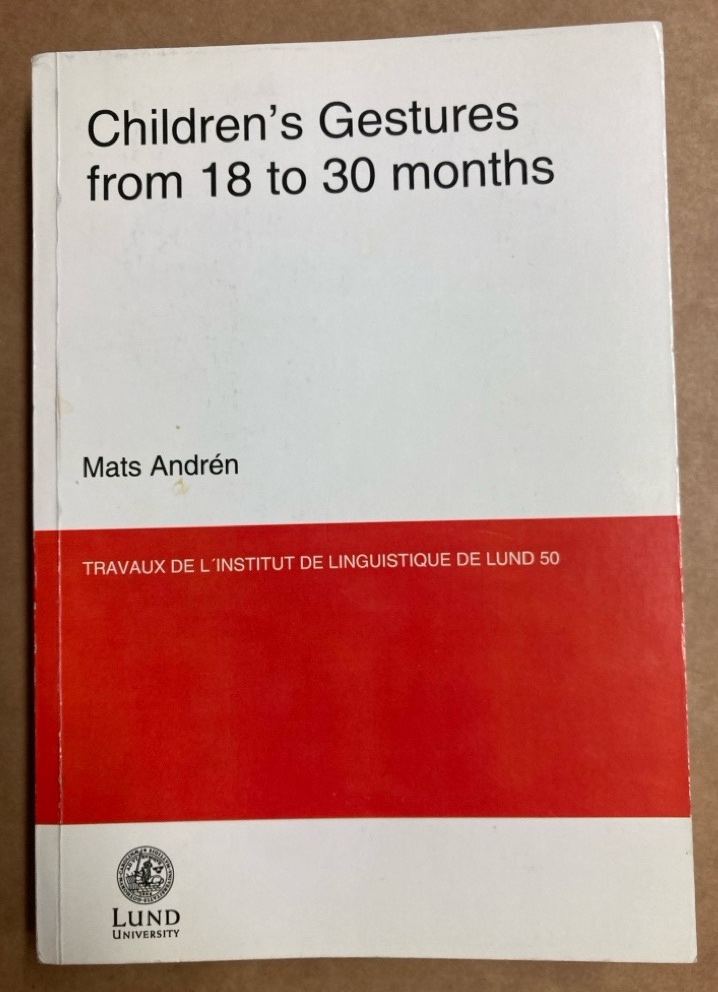 Children's Gestures
from 18 to 30 months
Mats Andrén
TRAVAUX DE L´INSTITUT DE LINGUISTIQUE DE LUND 50
LUND
UNIVERSITY